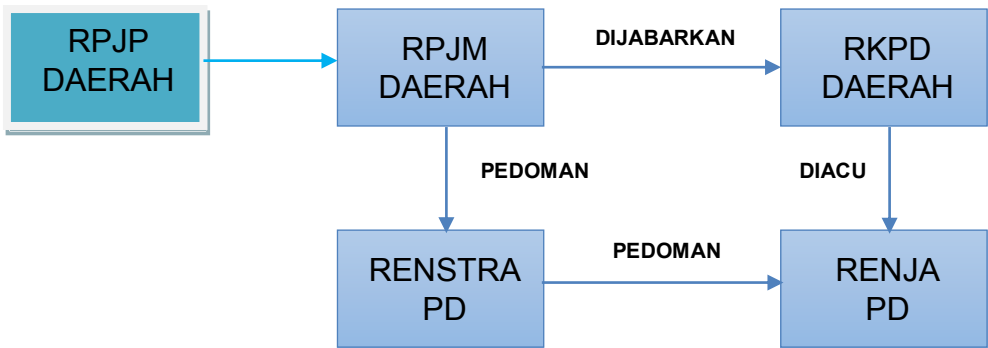 RPJP
DAERAH
RPJM
DAERAH
DIJABARKAN
RKPD
DAERAH
PEDOMAN
DIACU
RENSTRA
PD
PEDOMAN
RENJA
PD